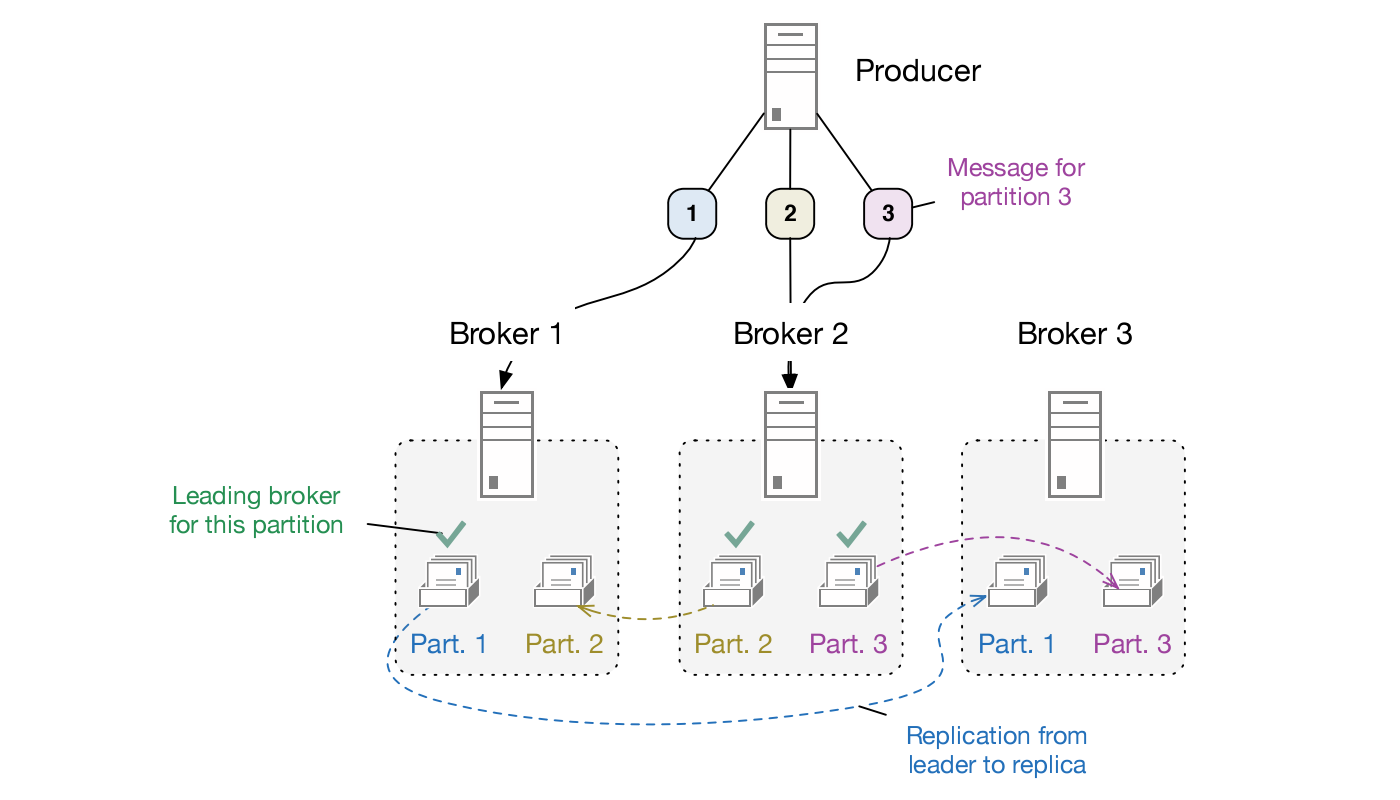 Producer
Message for
partition 3
1
2
3
Broker 1
Broker 2
Broker 3
Leading broker
for this partition
Part. 1
Part. 2
Part. 2
Part. 3
Part. 1
Part. 3
Replication from
leader to replica